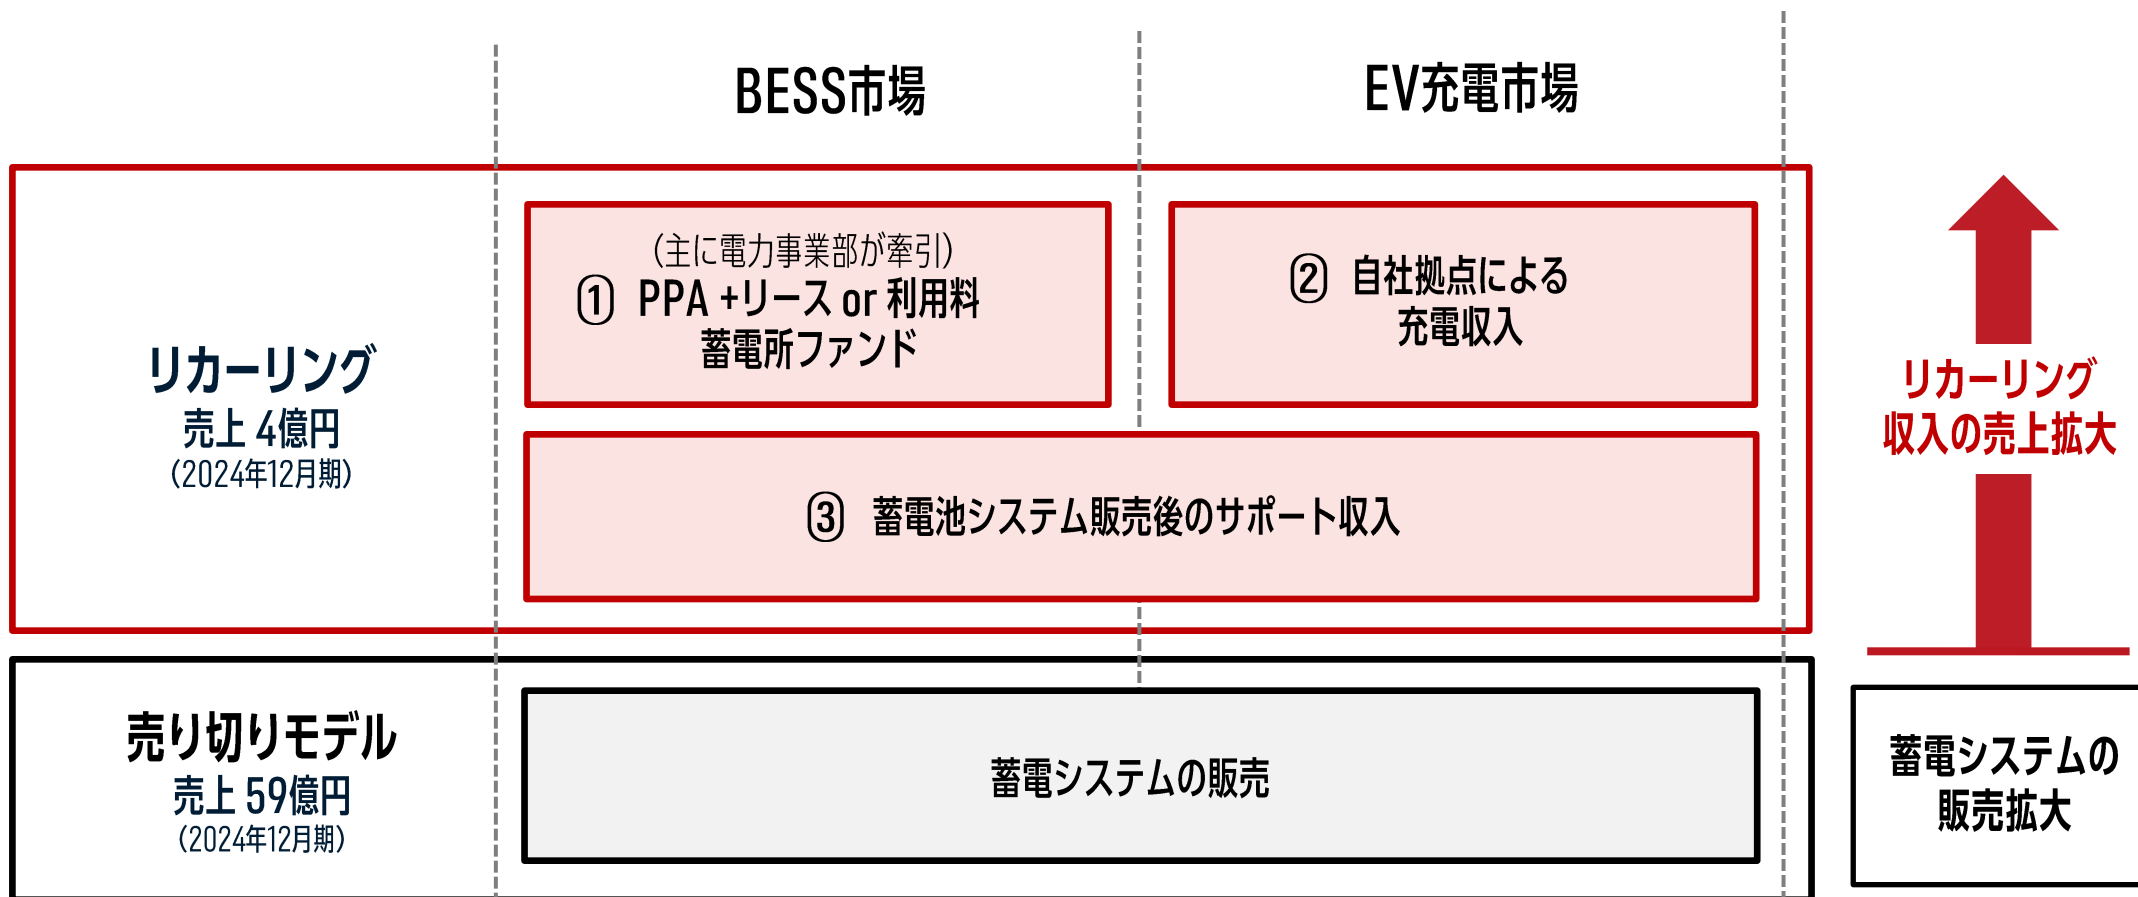 BESS市場
EV充電市場
リカーリング
売上 4億円
（2024年12月期）
（主に電力事業部が牽引）
① PPA +リース or 利用料
蓄電所ファンド
② 自社拠点による
充電収入
③ 蓄電池システム販売後のサポート収入
リカーリング
収入の売上拡大
売り切りモデル
売上 59億円
（2024年12月期）
蓄電システムの販売
蓄電システムの
販売拡大